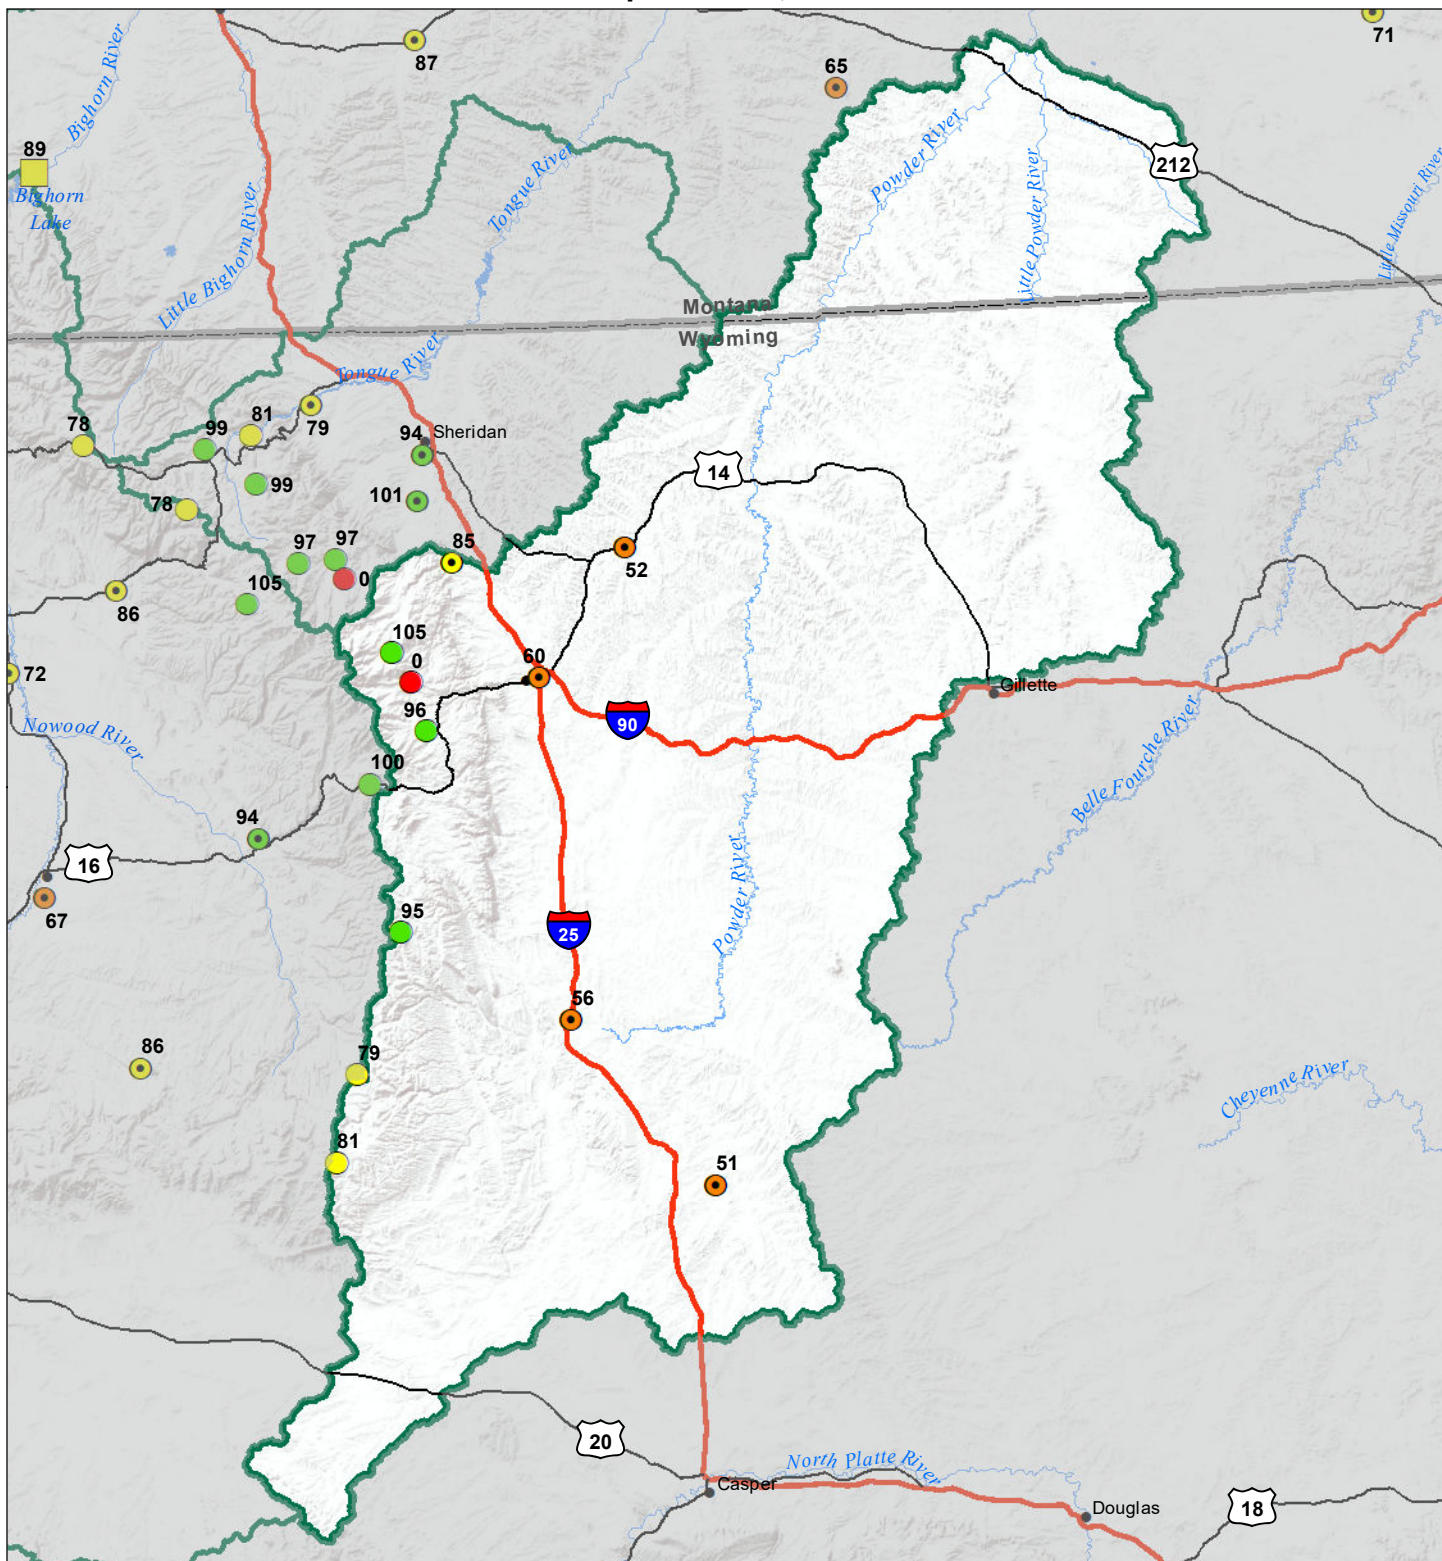 87
71
65
Bighorn River
89
Bighorn
Lake
Tongue River
Powder River
212
Little Powder River
Little Missouri River
Little Bighorn River
Montana
Wyoming
Tongue River
78
99
81
79
94
Sheridan
99
101
14
78
97
97
0
85
52
105
86
105
0
60
72
96
90
Gillette
Nowood River
100
Belle Fourche River
94
16
67
95
25
Powder River
56
86
79
Cheyenne River
81
51
20
North Platte River
Casper
Douglas
18